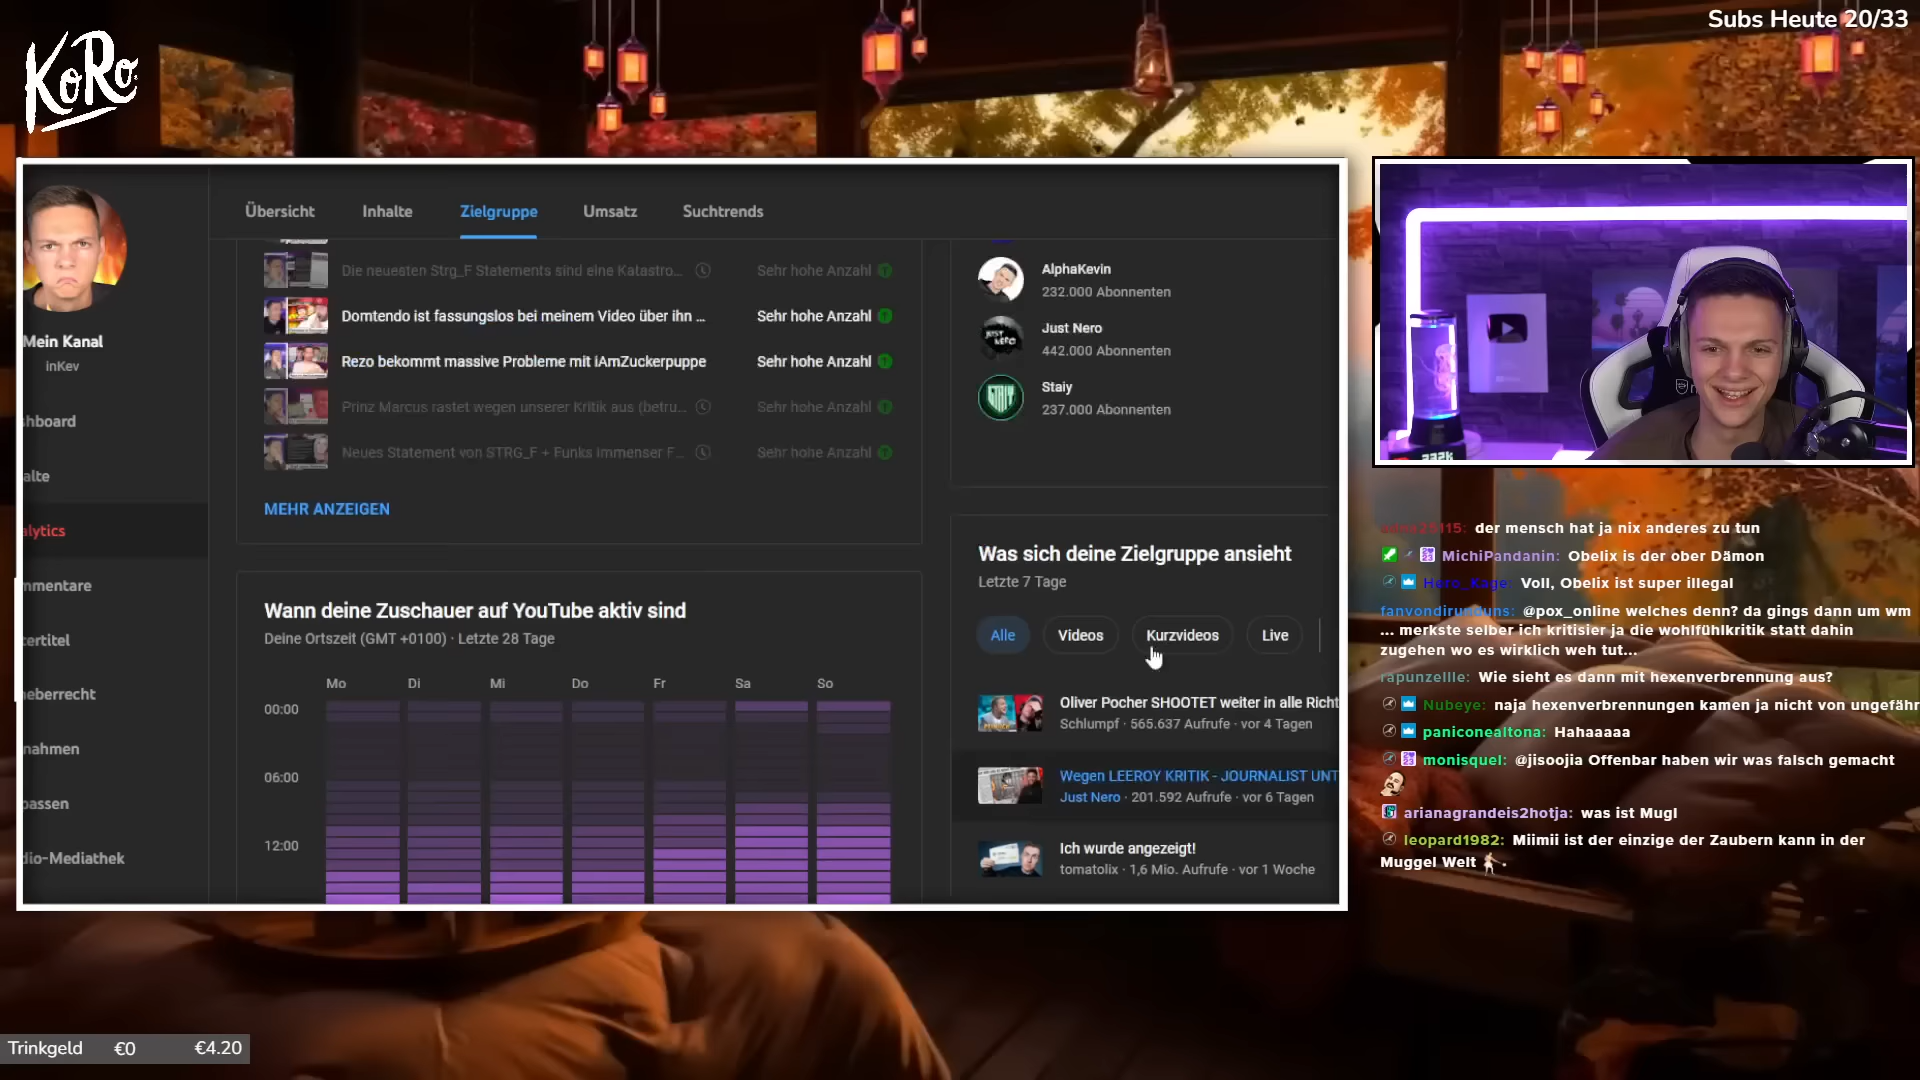 Subs Heute 20/33
KoRo
Übersicht
Inhalte
Zielgruppe
Umsatz
Suchtrends
Mein Kanal
inKev
hboard
alte
lytics
mmentare
tertitel
eberrecht
nahmen
passen
dio-Mediathek
Die neuesten Strg_F Statements sind eine Katastro...
Sehr hohe Anzahl
Domtendo ist fassungslos bei meinem Video über ihn ...
Sehr hohe Anzahl
Rezo bekommt massive Probleme mit iAmZuckerpuppe
Sehr hohe Anzahl
Prinz Marcus rastet wegen unserer Kritik aus (betru...
Sehr hohe Anzahl
Neues Statement von STRG_F + Funks immenser F...
Sehr hohe Anzahl
MEHR ANZEIGEN
Wann deine Zuschauer auf YouTube aktiv sind
Deine Ortszeit (GMT +0100) · Letzte 28 Tage
Mo Di Mi Do Fr Sa So
00:00
06:00
12:00
AlphaKevin
232.000 Abonnenten
Just Nero
442.000 Abonnenten
Staiy
237.000 Abonnenten
Was sich deine Zielgruppe ansieht
Letzte 7 Tage
Alle
Videos
Kurzvideos
Live
Oliver Pocher SHOOTET weiter in alle Richt
Schlumpf · 565.637 Aufrufe · vor 4 Tagen
Wegen LEEROY KRITIK - JOURNALIST UNT
Just Nero · 201.592 Aufrufe · vor 6 Tagen
Ich wurde angezeigt!
tomatolix · 1,6 Mio. Aufrufe · vor 1 Woche
der mensch hat ja nix anderes zu tun
MichiPandanin: Obelix is der ober Dämon
Hero_Kage: Voll, Obelix ist super illegal
fanvondirunduns: @pox_online welches denn? da gings dann um wm
... merkste selber ich kritisier ja die wohlfühlkritik statt dahin
zugehen wo es wirklich weh tut...
rapunzellle: Wie sieht es dann mit hexenverbrennung aus?
Nubeye: naja hexenverbrennungen kamen ja nicht von ungefähr
paniconealtona: Hahaaaaa
monisquel: @jisoojia Offenbar haben wir was falsch gemacht
arianagrandeis2hotja: was ist Mugl
leopard1982: Miimii ist der einzige der Zaubern kann in der
Muggel Welt
Trinkgeld €0 €4.20